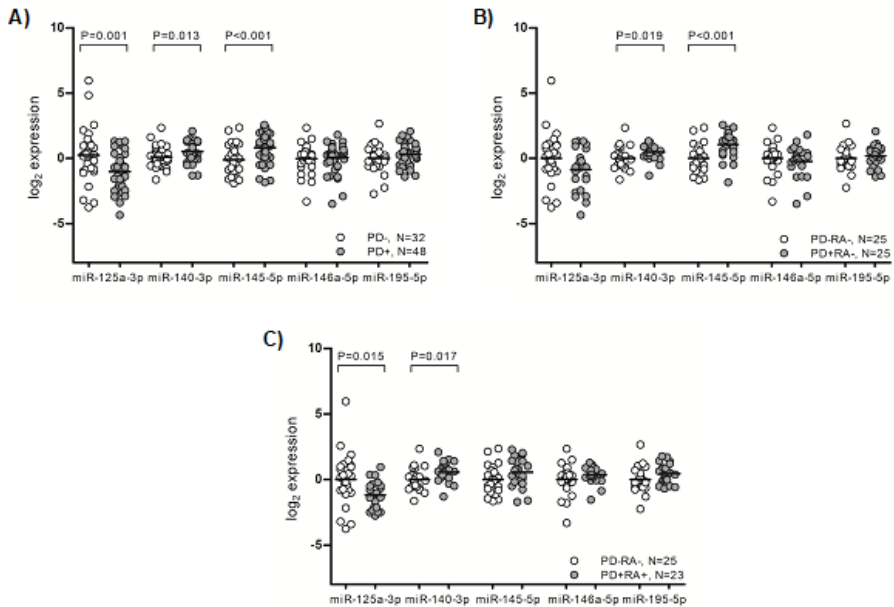 A)
P=0.001 P=0.013 P<0.001
10
5
0
-5
log2 expression
PD-, N=32
PD+, N=48
miR-125a-3p miR-140-3p miR-145-5p miR-146a-5p miR-195-5p
B)
P=0.019 P<0.001
10
5
0
-5
log2 expression
PD-RA-, N=25
PD+RA-, N=25
miR-125a-3p miR-140-3p miR-145-5p miR-146a-5p miR-195-5p
C)
P=0.015 P=0.017
10
5
0
-5
log2 expression
PD-RA-, N=25
PD+RA+, N=23
miR-125a-3p miR-140-3p miR-145-5p miR-146a-5p miR-195-5p